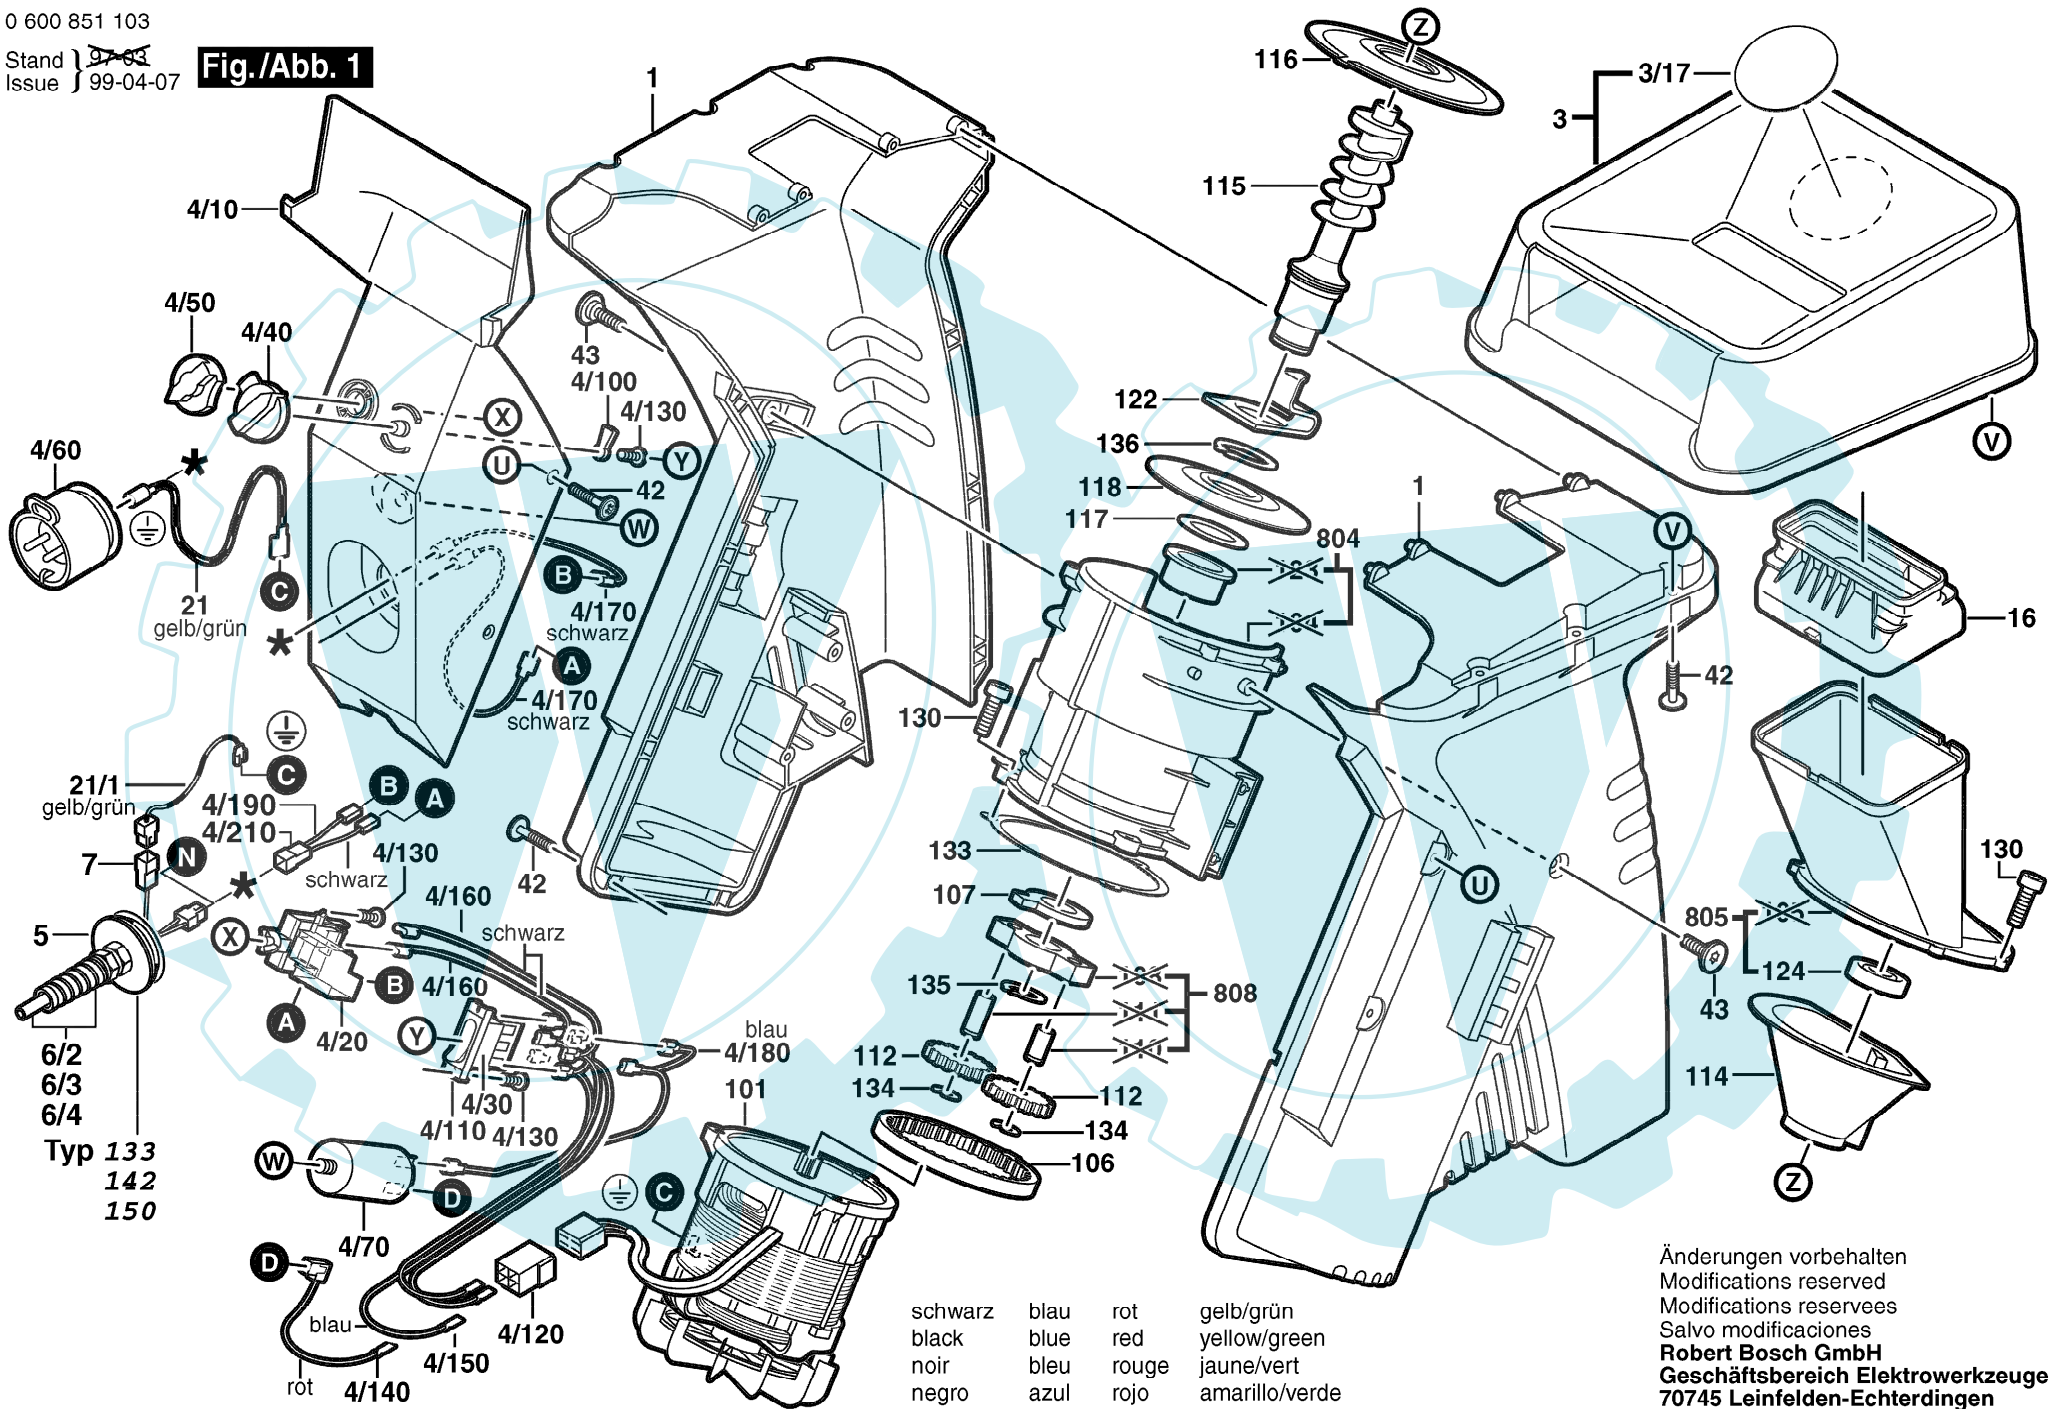 0 600 851 103
Stand
Issue
97-03
99-04-07
Fig./Abb. 1
1
116
Z
3/17
3
115
4/10
4/50
4/40
43
4/100
4/130
X
U
Y
42
W
4/60
*
C
21
gelb/grün
*
B
4/170
schwarz
A
4/170
schwarz
122
136
118
117
804
1
V
V
16
42
130
C
21/1
gelb/grün
4/190
4/210
B
A
7
N
*
schwarz
4/130
42
4/160
schwarz
5
X
B
4/160
A
4/20
Y
6/2
6/3
6/4
Typ 133
142
150
133
107
135
808
112
134
112
134
106
U
130
805
124
43
114
Z
blau
4/180
101
4/30
4/110
4/130
W
D
4/70
C
D
blau
rot
4/140
4/150
4/120
schwarz blau rot gelb/grün
black blue red yellow/green
noir bleu rouge jaune/vert
negro azul rojo amarillo/verde
Änderungen vorbehalten
Modifications reserved
Modifications reservees
Salvo modificaciones
Robert Bosch GmbH
Geschäftsbereich Elektrowerkzeuge
70745 Leinfelden-Echterdingen